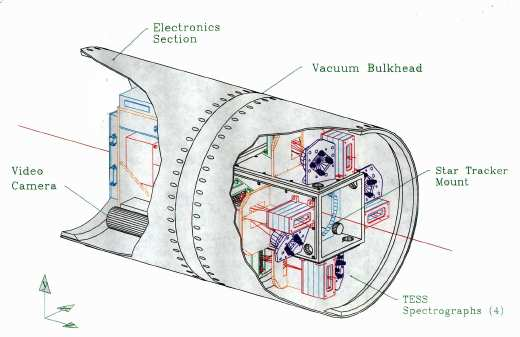 Electronics
Section
Vacuum Bulkhead
Video
Camera
Star Tracker
Mount
TESS
Spectrographs (4)